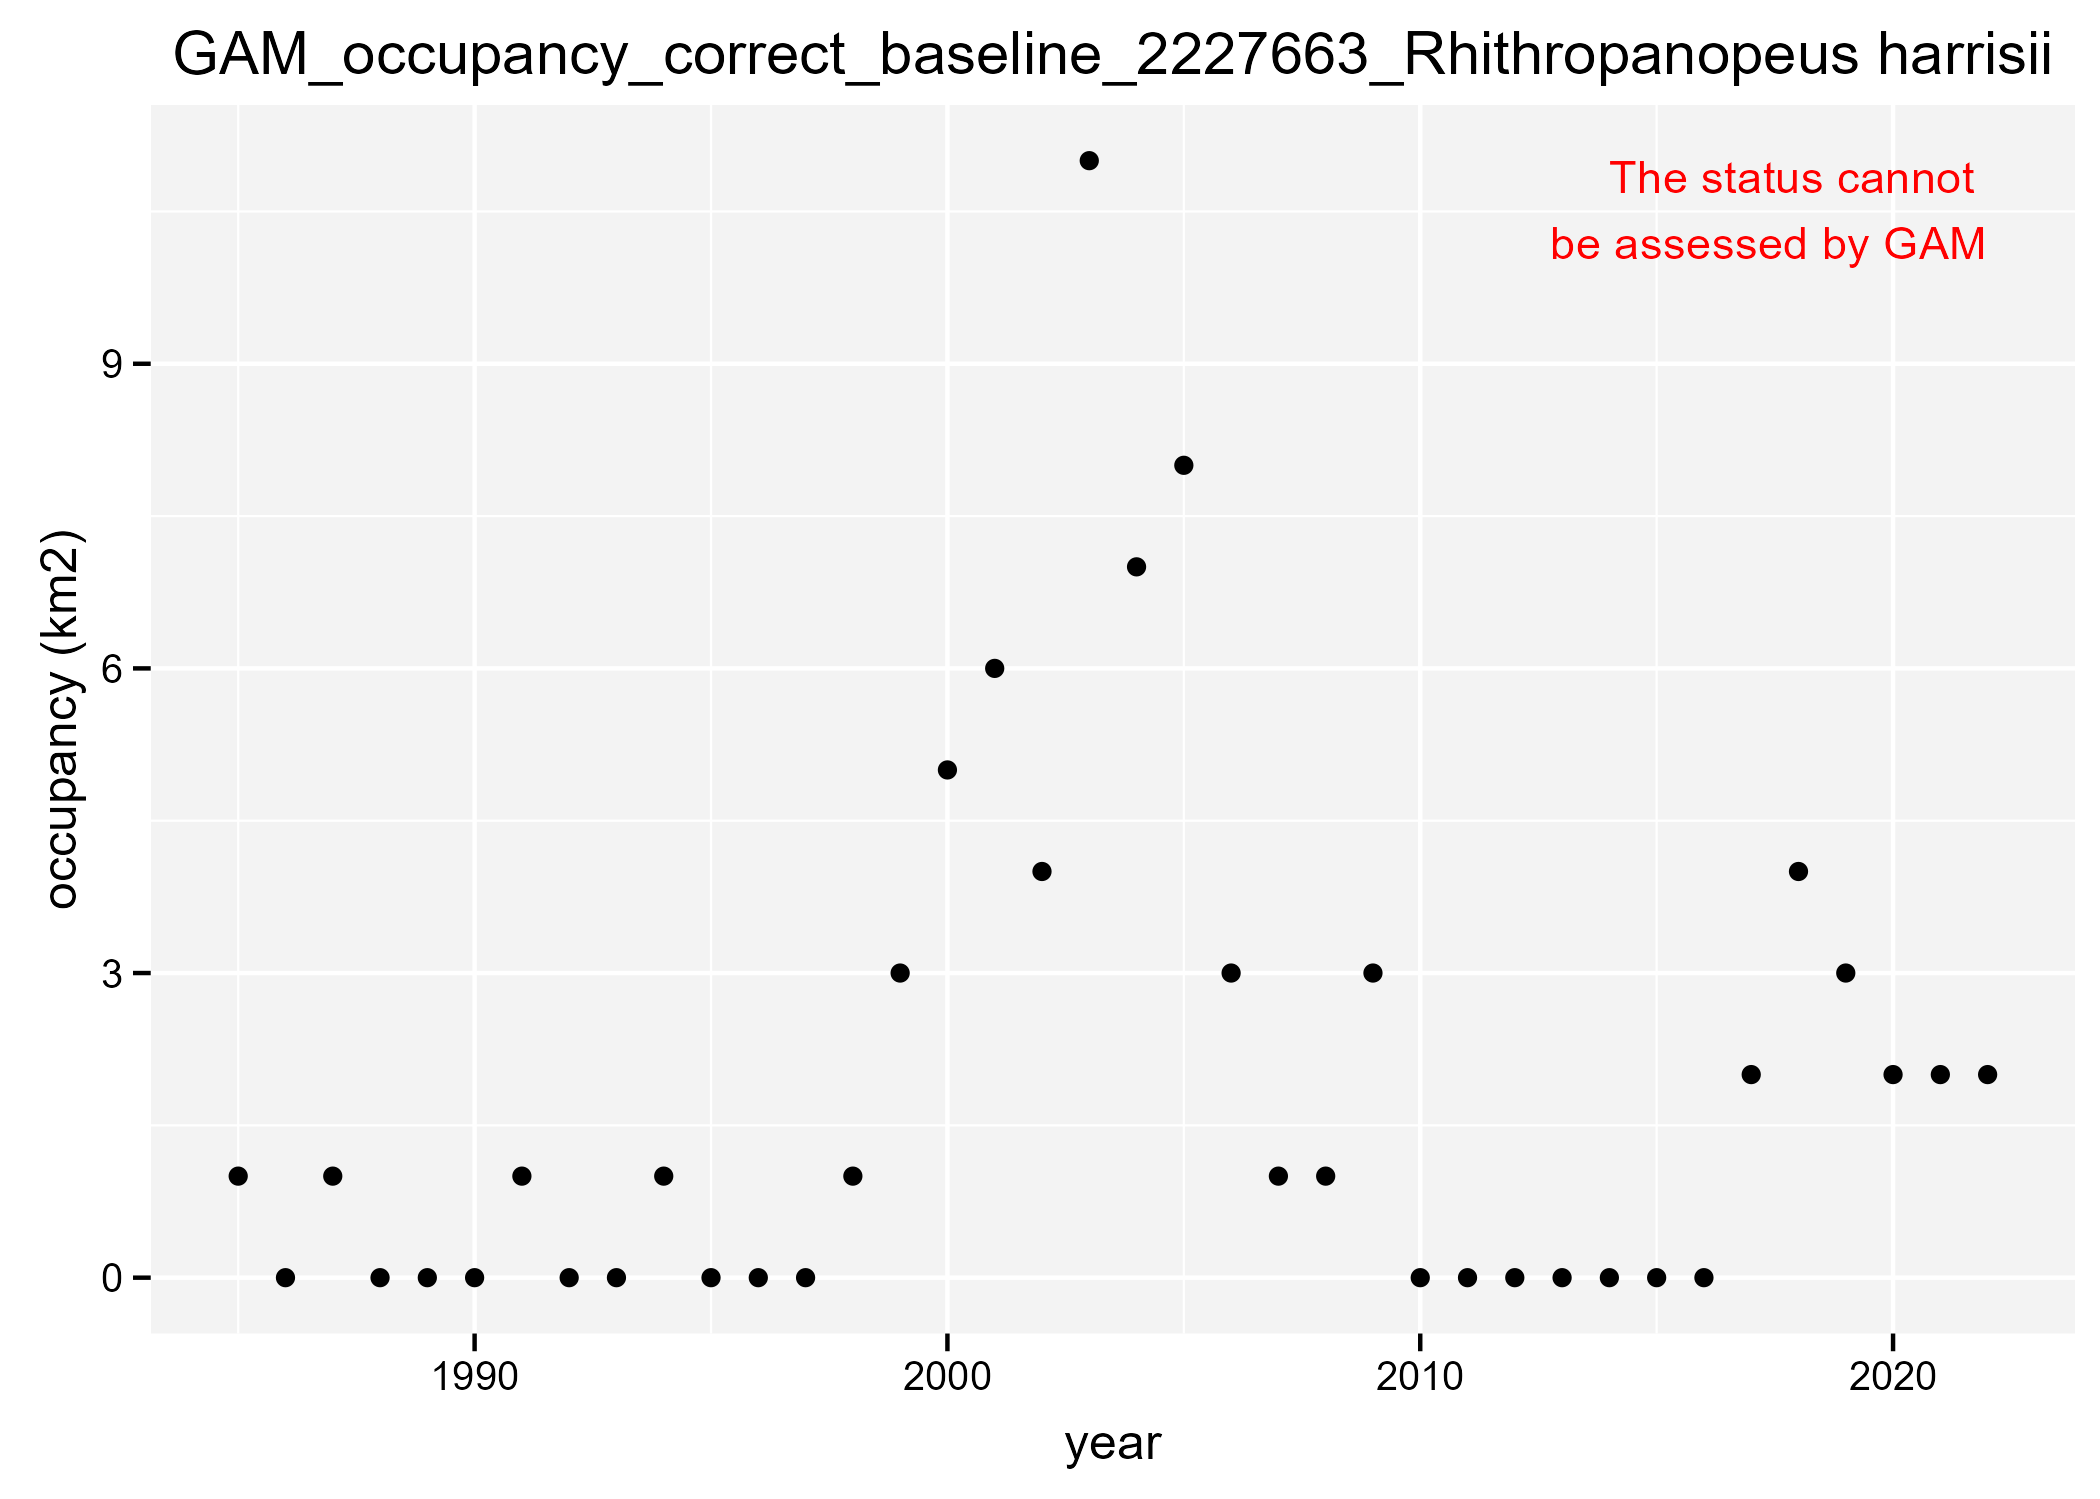 GAM_occupancy_correct_baseline_2227663_Rhithropanopeus harrisii
The status cannot
be assessed by GAM
occupancy (km2)
9
6
3
0
1990 2000 2010 2020
year